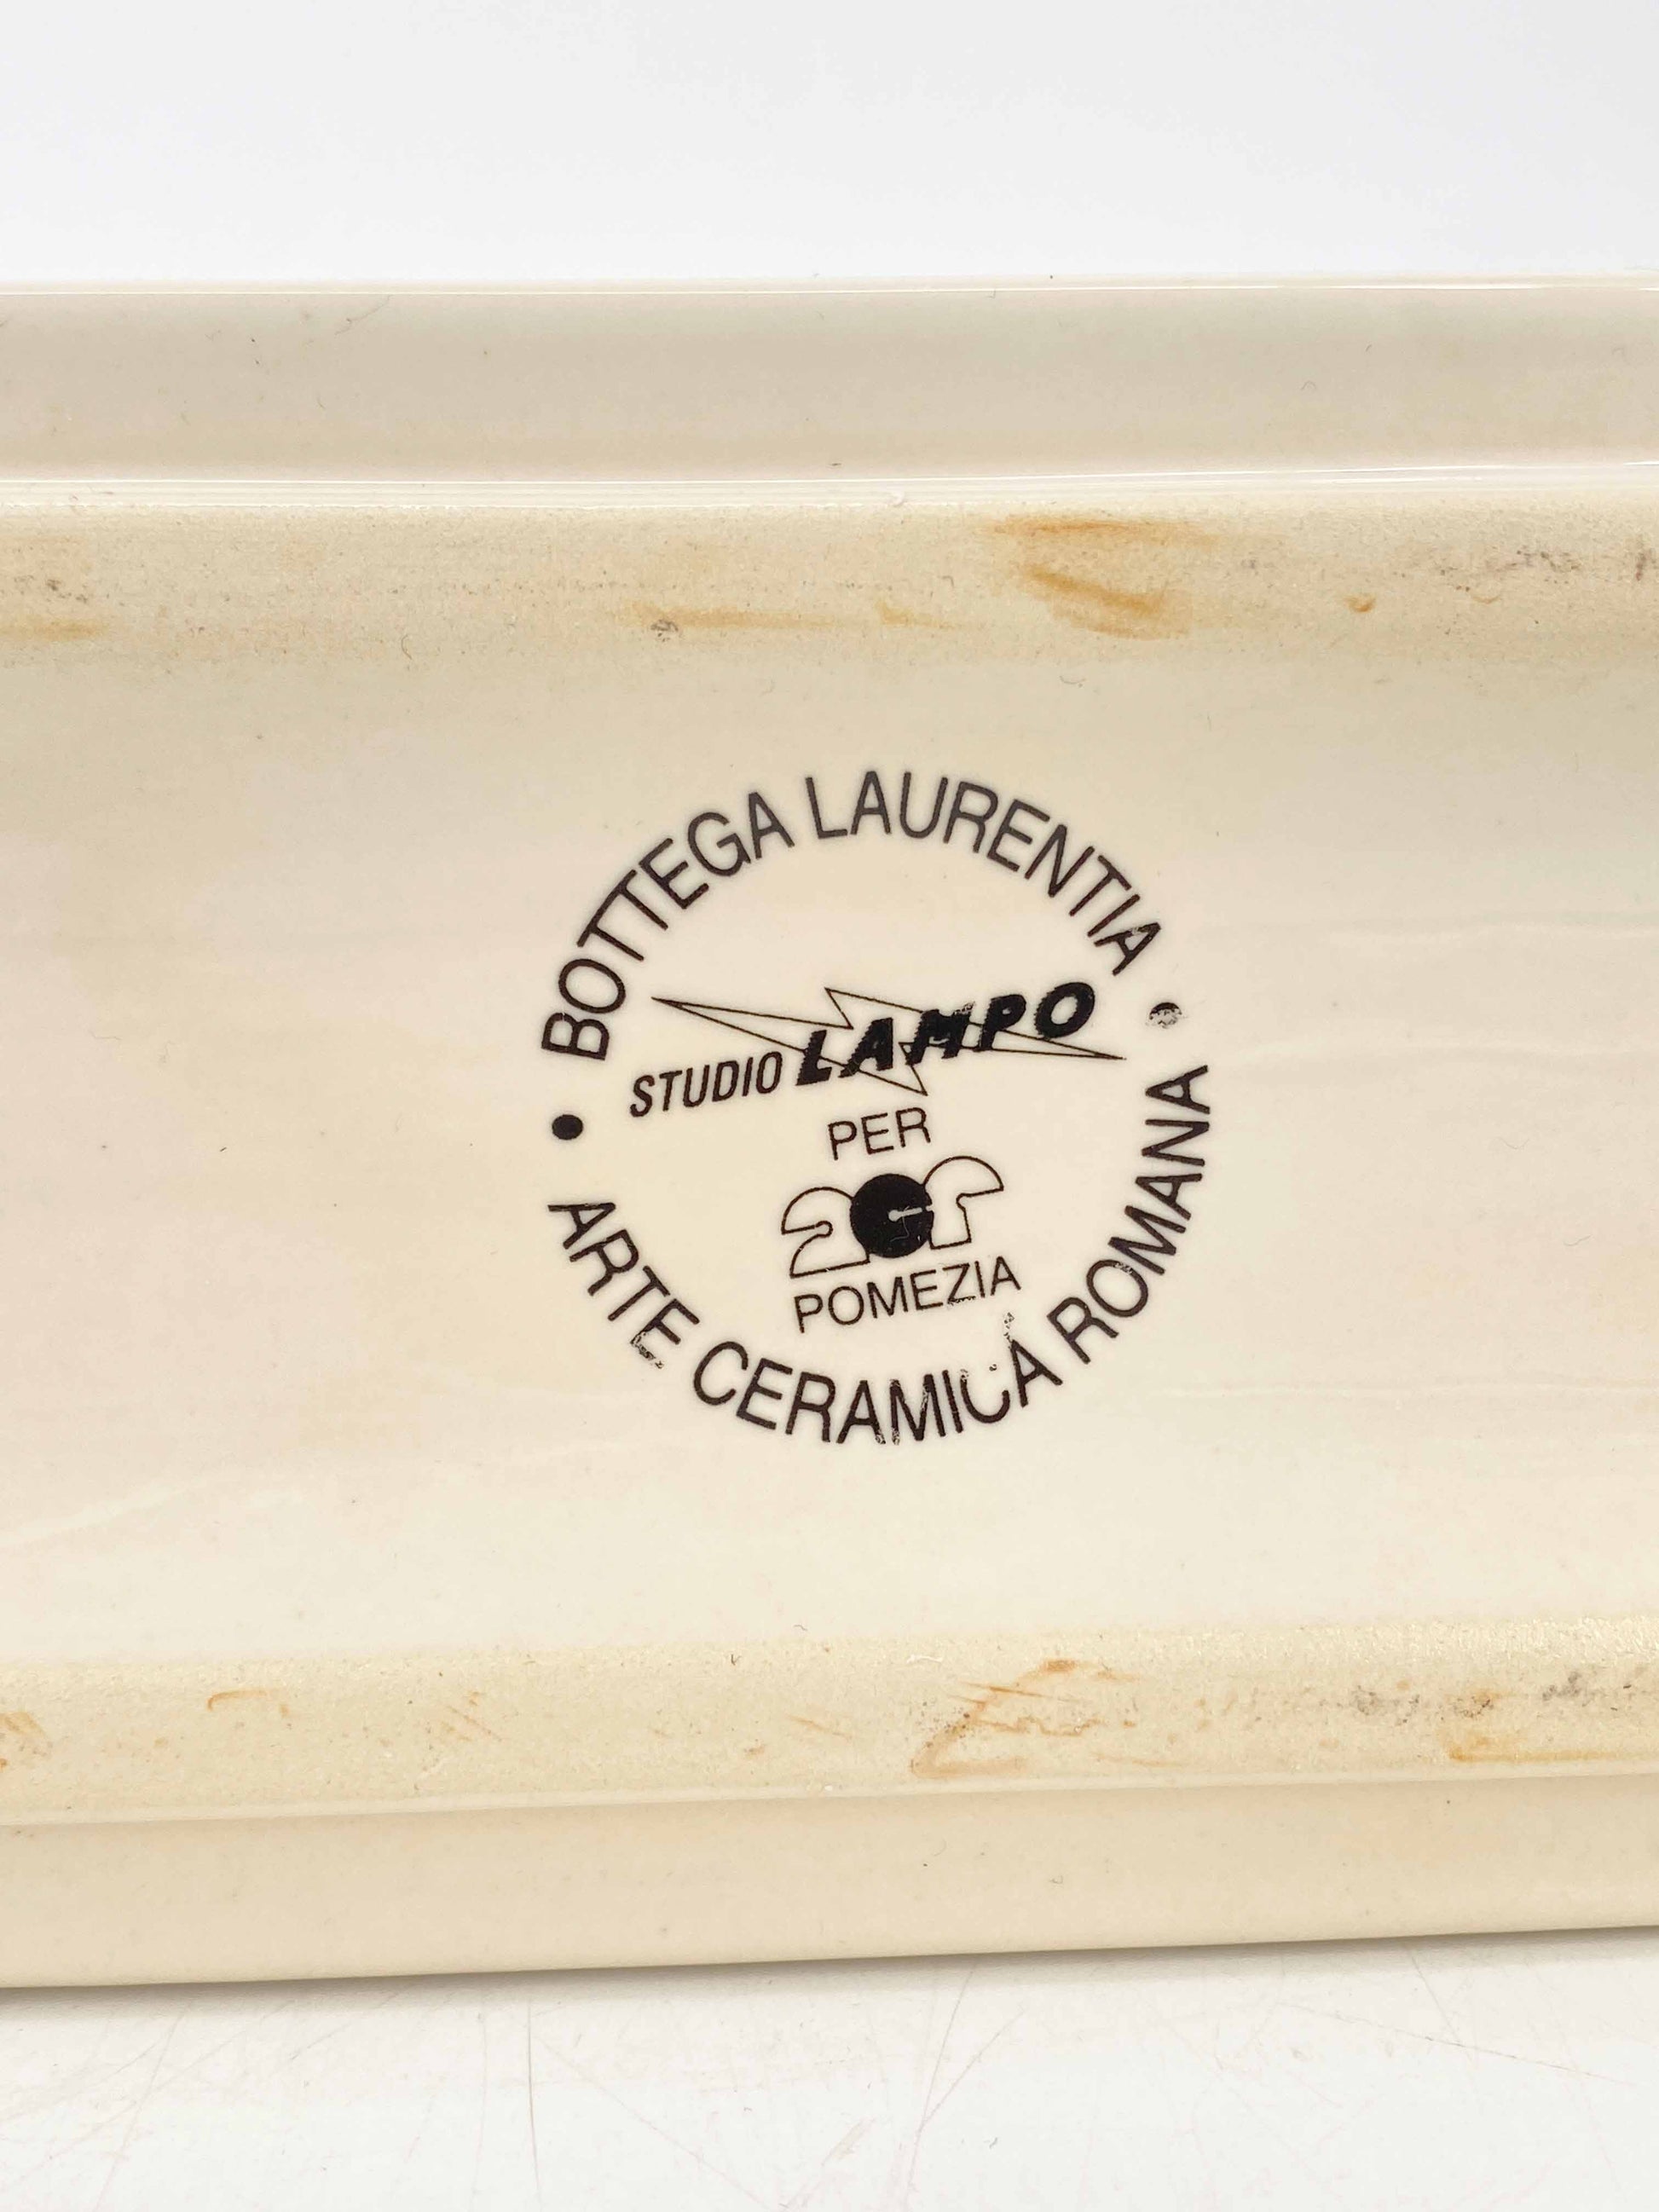 BOTTEGA LAURENTIA
STUDIO LAMPO
PER
POMEZIA
• ARTE CERAMICA ROMANA •